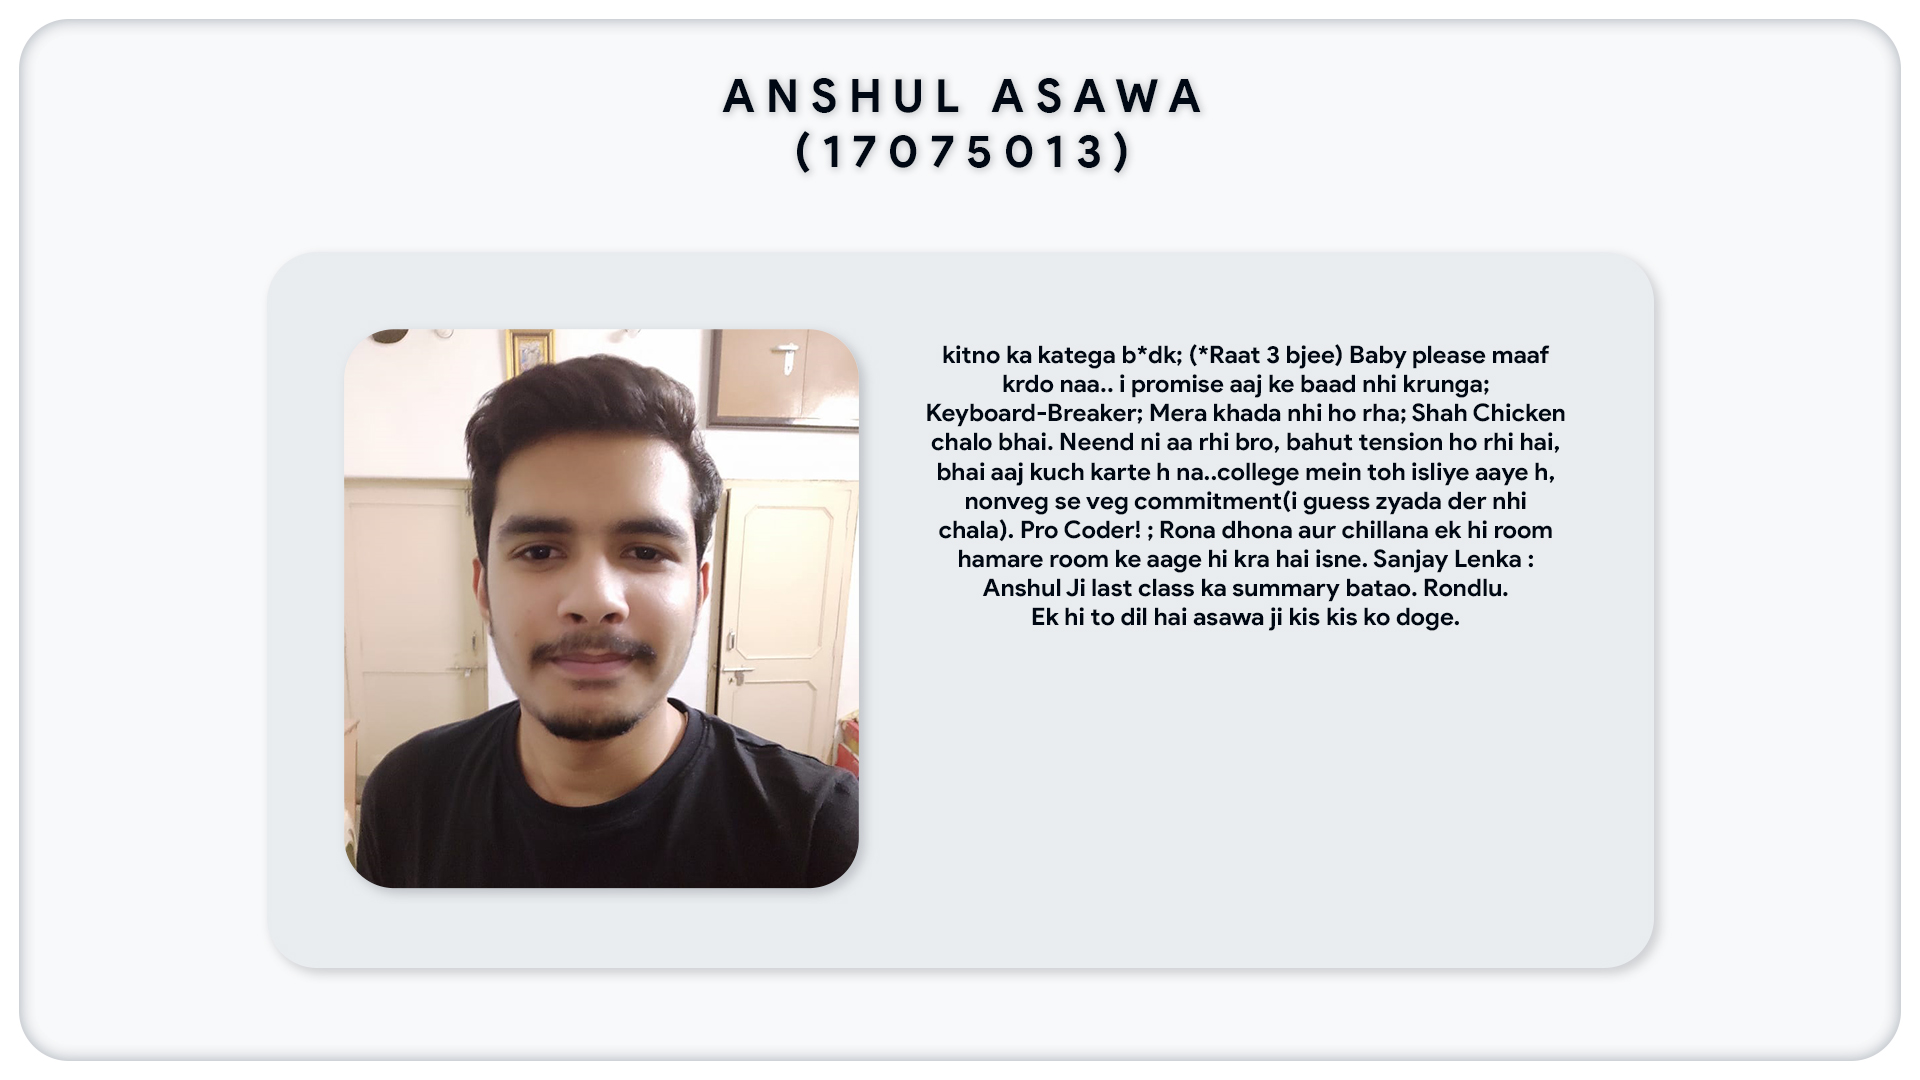 ANSHUL ASAWA
(17075013)
kitno ka katega b*dk; (*Raat 3 bjee) Baby please maaf
krdo naa.. i promise aaj ke baad nhi krunga;
Keyboard-Breaker; Mera khada nhi ho rha; Shah Chicken
chalo bhai. Neend ni aa rhi bro, bahut tension ho rhi hai,
bhai aaj kuch karte h na..college mein toh isliye aaye h,
nonveg se veg commitment(i guess zyada der nhi
chala). Pro Coder! ; Rona dhona aur chillana ek hi room
hamare room ke aage hi kra hai isne. Sanjay Lenka :
Anshul Ji last class ka summary batao. Rondlu.
Ek hi to dil hai asawa ji kis kis ko doge.